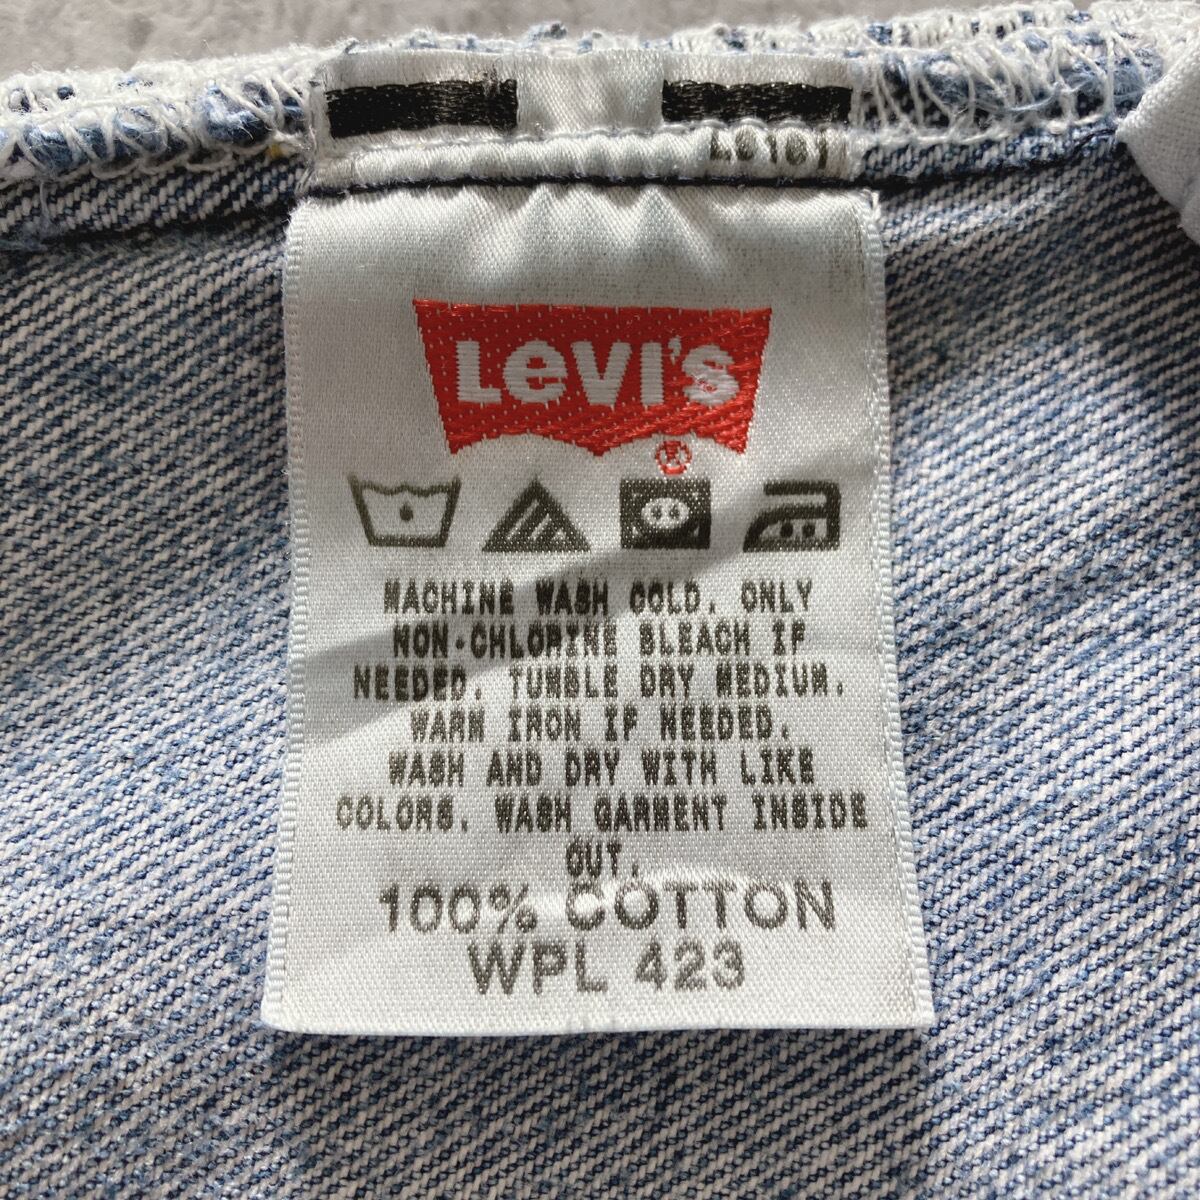 LEVI'S
®
MACHINE WASH COLD. ONLY
NON-CHLORINE BLEACH IF
NEEDED. TUMBLE DRY MEDIUM.
WARM IRON IF NEEDED.
WASH AND DRY WITH LIKE
COLORS. WASH GARMENT INSIDE
OUT.
100% COTTON
WPL 423